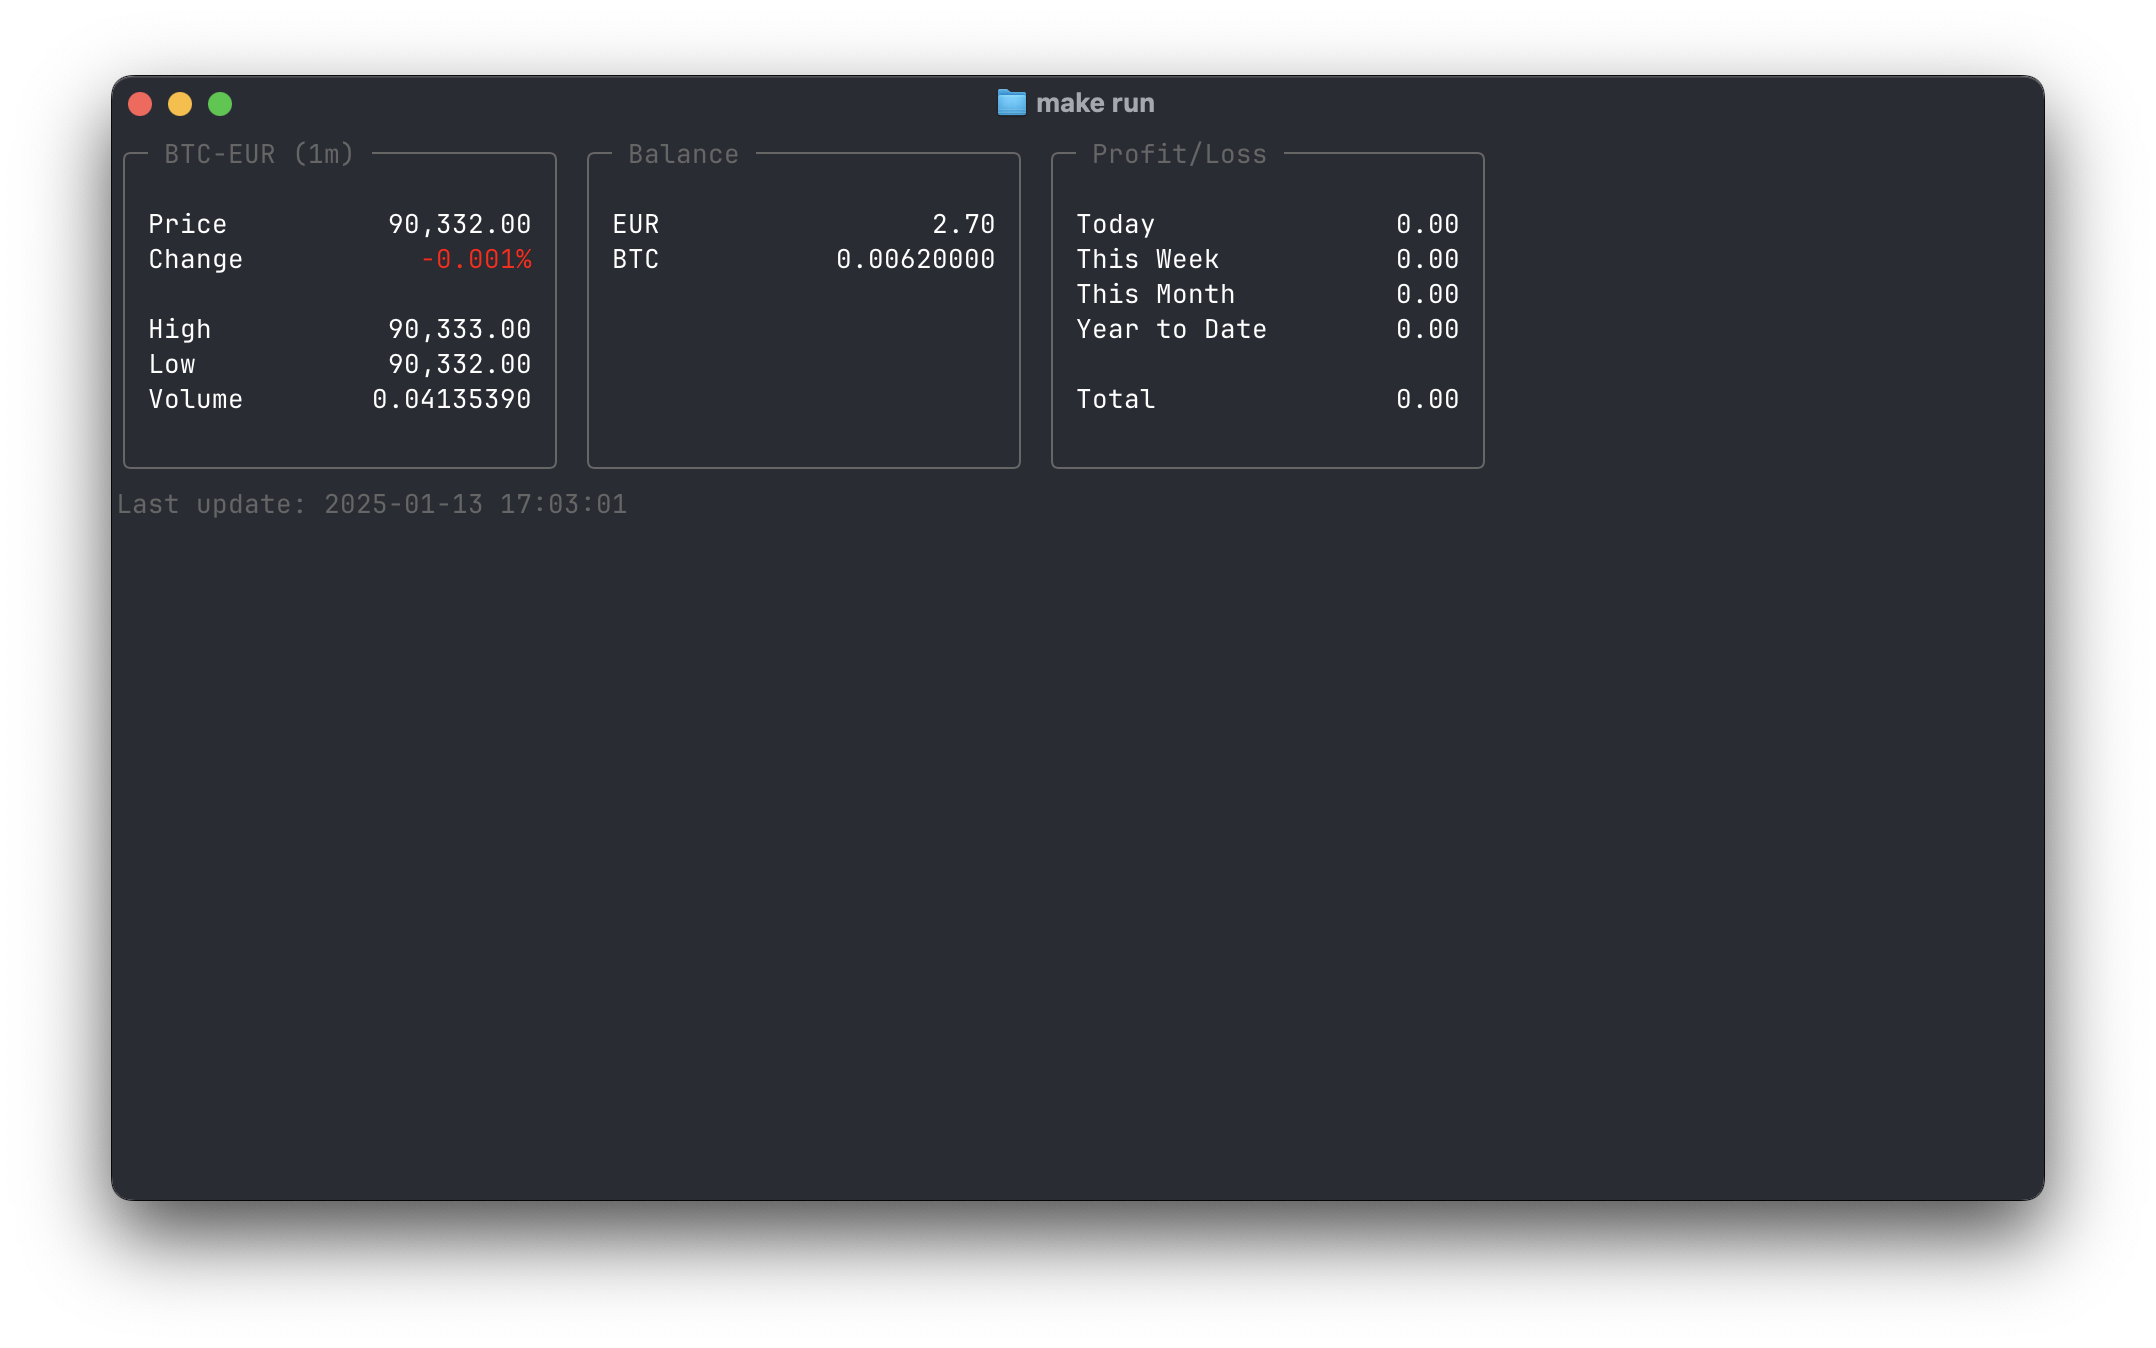 make run
BTC-EUR (1m)
Price 90,332.00
Change -0.001%
High 90,333.00
Low 90,332.00
Volume 0.04135390
Balance
EUR 2.70
BTC 0.00620000
Profit/Loss
Today 0.00
This Week 0.00
This Month 0.00
Year to Date 0.00
Total 0.00
Last update: 2025-01-13 17:03:01